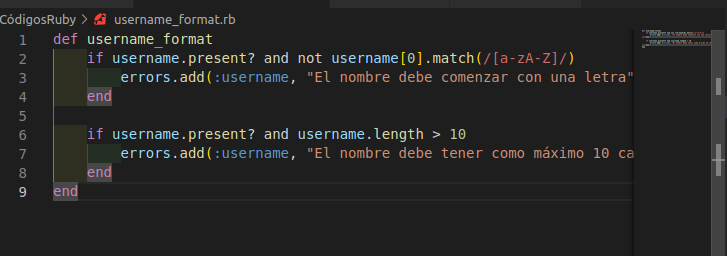 CódigosRuby > username_format.rb
1 def username_format
2 if username.present? and not username[0].match(/[a-zA-Z]/)
3 errors.add(:username, "El nombre debe comenzar con una letra"
4 end
5
6 if username.present? and username.length > 10
7 errors.add(:username, "El nombre debe tener como máximo 10 ca
8 end
9 end